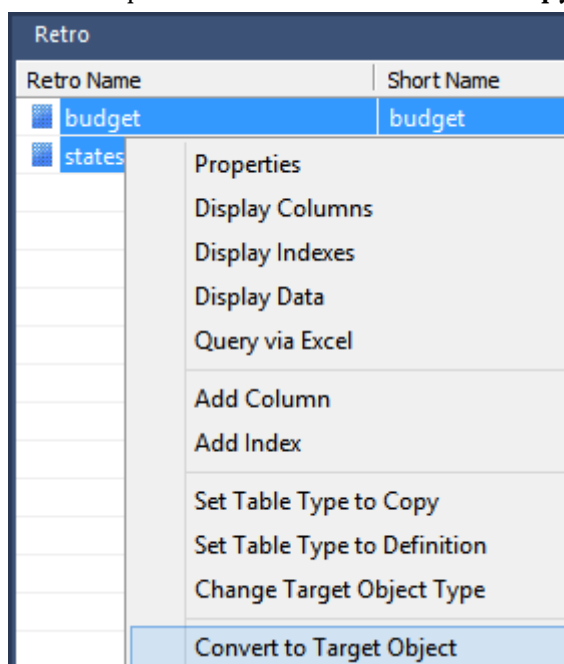 Retro
Retro Name Short Name
budget budget
states
Properties
Display Columns
Display Indexes
Display Data
Query via Excel
Add Column
Add Index
Set Table Type to Copy
Set Table Type to Definition
Change Target Object Type
Convert to Target Object